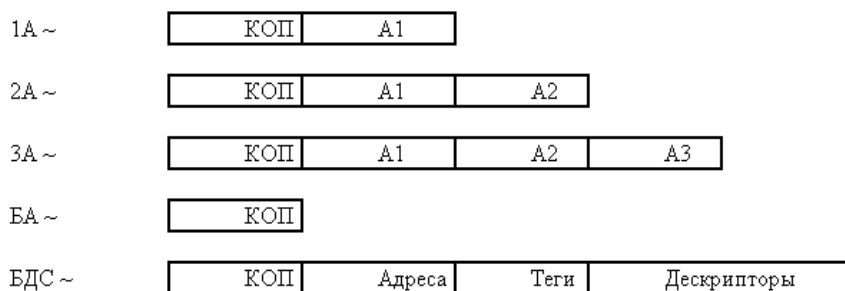 1А ~ КОП А1
2А ~ КОП А1 А2
3А ~ КОП А1 А2 А3
БА ~ КОП
БДС ~ КОП Адреса Теги Дескрипторы